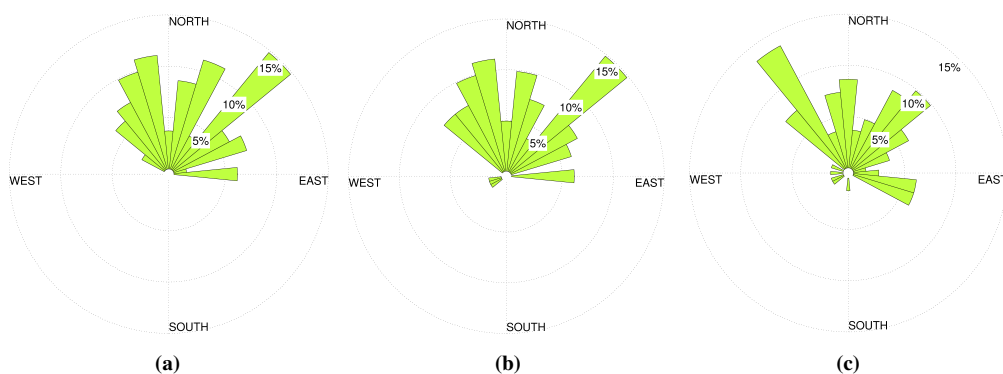 NORTH
15%
10%
5%
WEST
EAST
SOUTH
(a)
NORTH
15%
10%
5%
WEST
EAST
SOUTH
(b)
NORTH
15%
10%
5%
WEST
EAST
SOUTH
(c)